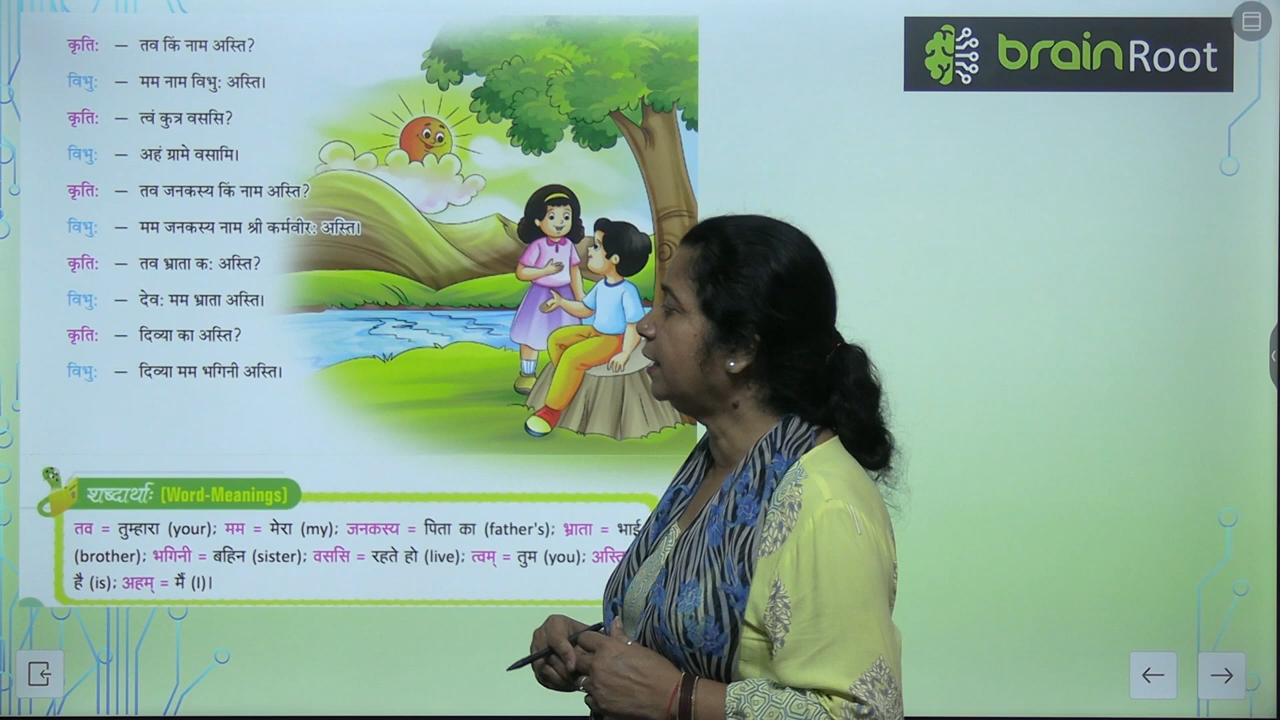 कृति: – तव किं नाम अस्ति?
विभु: – मम नाम विभु: अस्ति।
कृति: – त्वं कुत्र वससि?
विभु: – अहं ग्रामे वसामि।
कृति: – तव जनकस्य किं नाम अस्ति?
विभु: – मम जनकस्य नाम श्री कर्मवीर: अस्ति।
कृति: – तव भ्राता क: अस्ति?
विभु: – देव: मम भ्राता अस्ति।
कृति: – दिव्या का अस्ति?
विभु: – दिव्या मम भगिनी अस्ति।
brainRoot
शब्दार्था: (Word-Meanings)
तव = तुम्हारा (your); मम = मेरा (my); जनकस्य = पिता का (father's); भ्राता = भाई
(brother); भगिनी = बहिन (sister); वससि = रहते हो (live); त्वम् = तुम (you);
है (is); अहम् = मैं (I)।